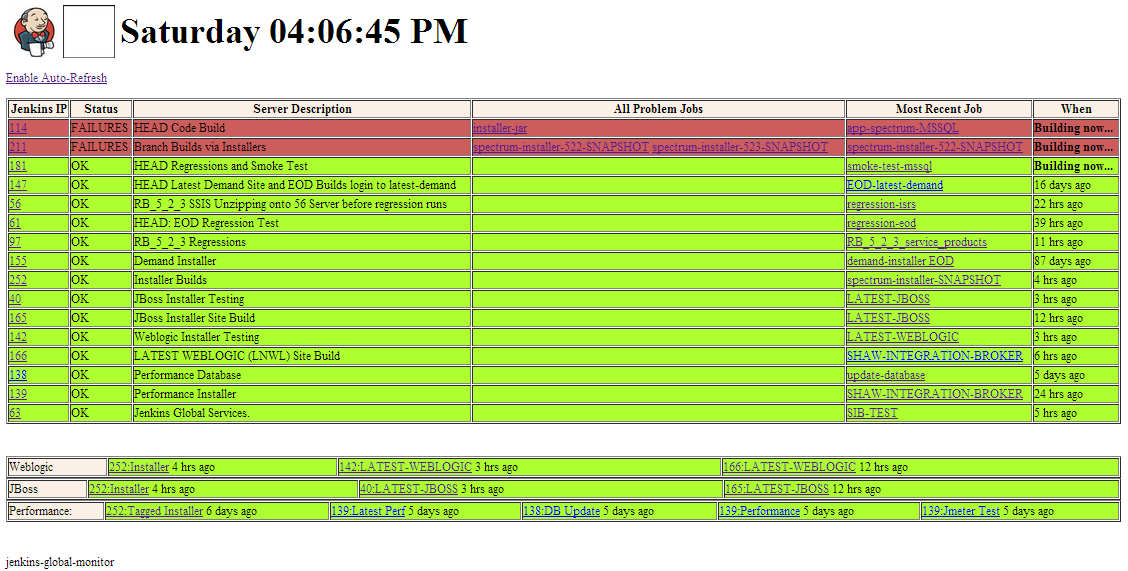 Saturday 04:06:45 PM
Enable Auto-Refresh
Jenkins IP Status Server Description All Problem Jobs Most Recent Job When
114 FAILURES HEAD Code Build installer-jar app-spectrum-MSSQL Building now...
211 FAILURES Branch Builds via Installers spectrum-installer-522-SNAPSHOT spectrum-installer-523-SNAPSHOT spectrum-installer-522-SNAPSHOT Building now...
181 OK HEAD Regressions and Smoke Test smoke-test-mssql Building now...
147 OK HEAD Latest Demand Site and EOD Builds login to latest-demand EOD-latest-demand 16 days ago
56 OK RB_5_2_3 SSIS Unzipping onto 56 Server before regression runs regression-isrs 22 hrs ago
61 OK HEAD: EOD Regression Test regression-eod 39 hrs ago
97 OK RB_5_2_3 Regressions RB_5_2_3_service_products 11 hrs ago
155 OK Demand Installer demand-installer EOD 87 days ago
252 OK Installer Builds spectrum-installer-SNAPSHOT 4 hrs ago
40 OK JBoss Installer Testing LATEST-JBOSS 3 hrs ago
165 OK JBoss Installer Site Build LATEST-JBOSS 12 hrs ago
142 OK Weblogic Installer Testing LATEST-WEBLOGIC 3 hrs ago
166 OK LATEST WEBLOGIC (LNWL) Site Build SHAW-INTEGRATION-BROKER 6 hrs ago
138 OK Performance Database update-database 5 days ago
139 OK Performance Installer SHAW-INTEGRATION-BROKER 24 hrs ago
63 OK Jenkins Global Services. SIB-TEST 5 hrs ago
Weblogic 252:Installer 4 hrs ago 142:LATEST-WEBLOGIC 3 hrs ago 166:LATEST-WEBLOGIC 12 hrs ago
JBoss 252:Installer 4 hrs ago 40:LATEST-JBOSS 3 hrs ago 165:LATEST-JBOSS 12 hrs ago
Performance: 252:Tagged Installer 6 days ago 139:Latest Perf 5 days ago 138:DB Update 5 days ago 139:Performance 5 days ago 139:Jmeter Test 5 days ago
jenkins-global-monitor